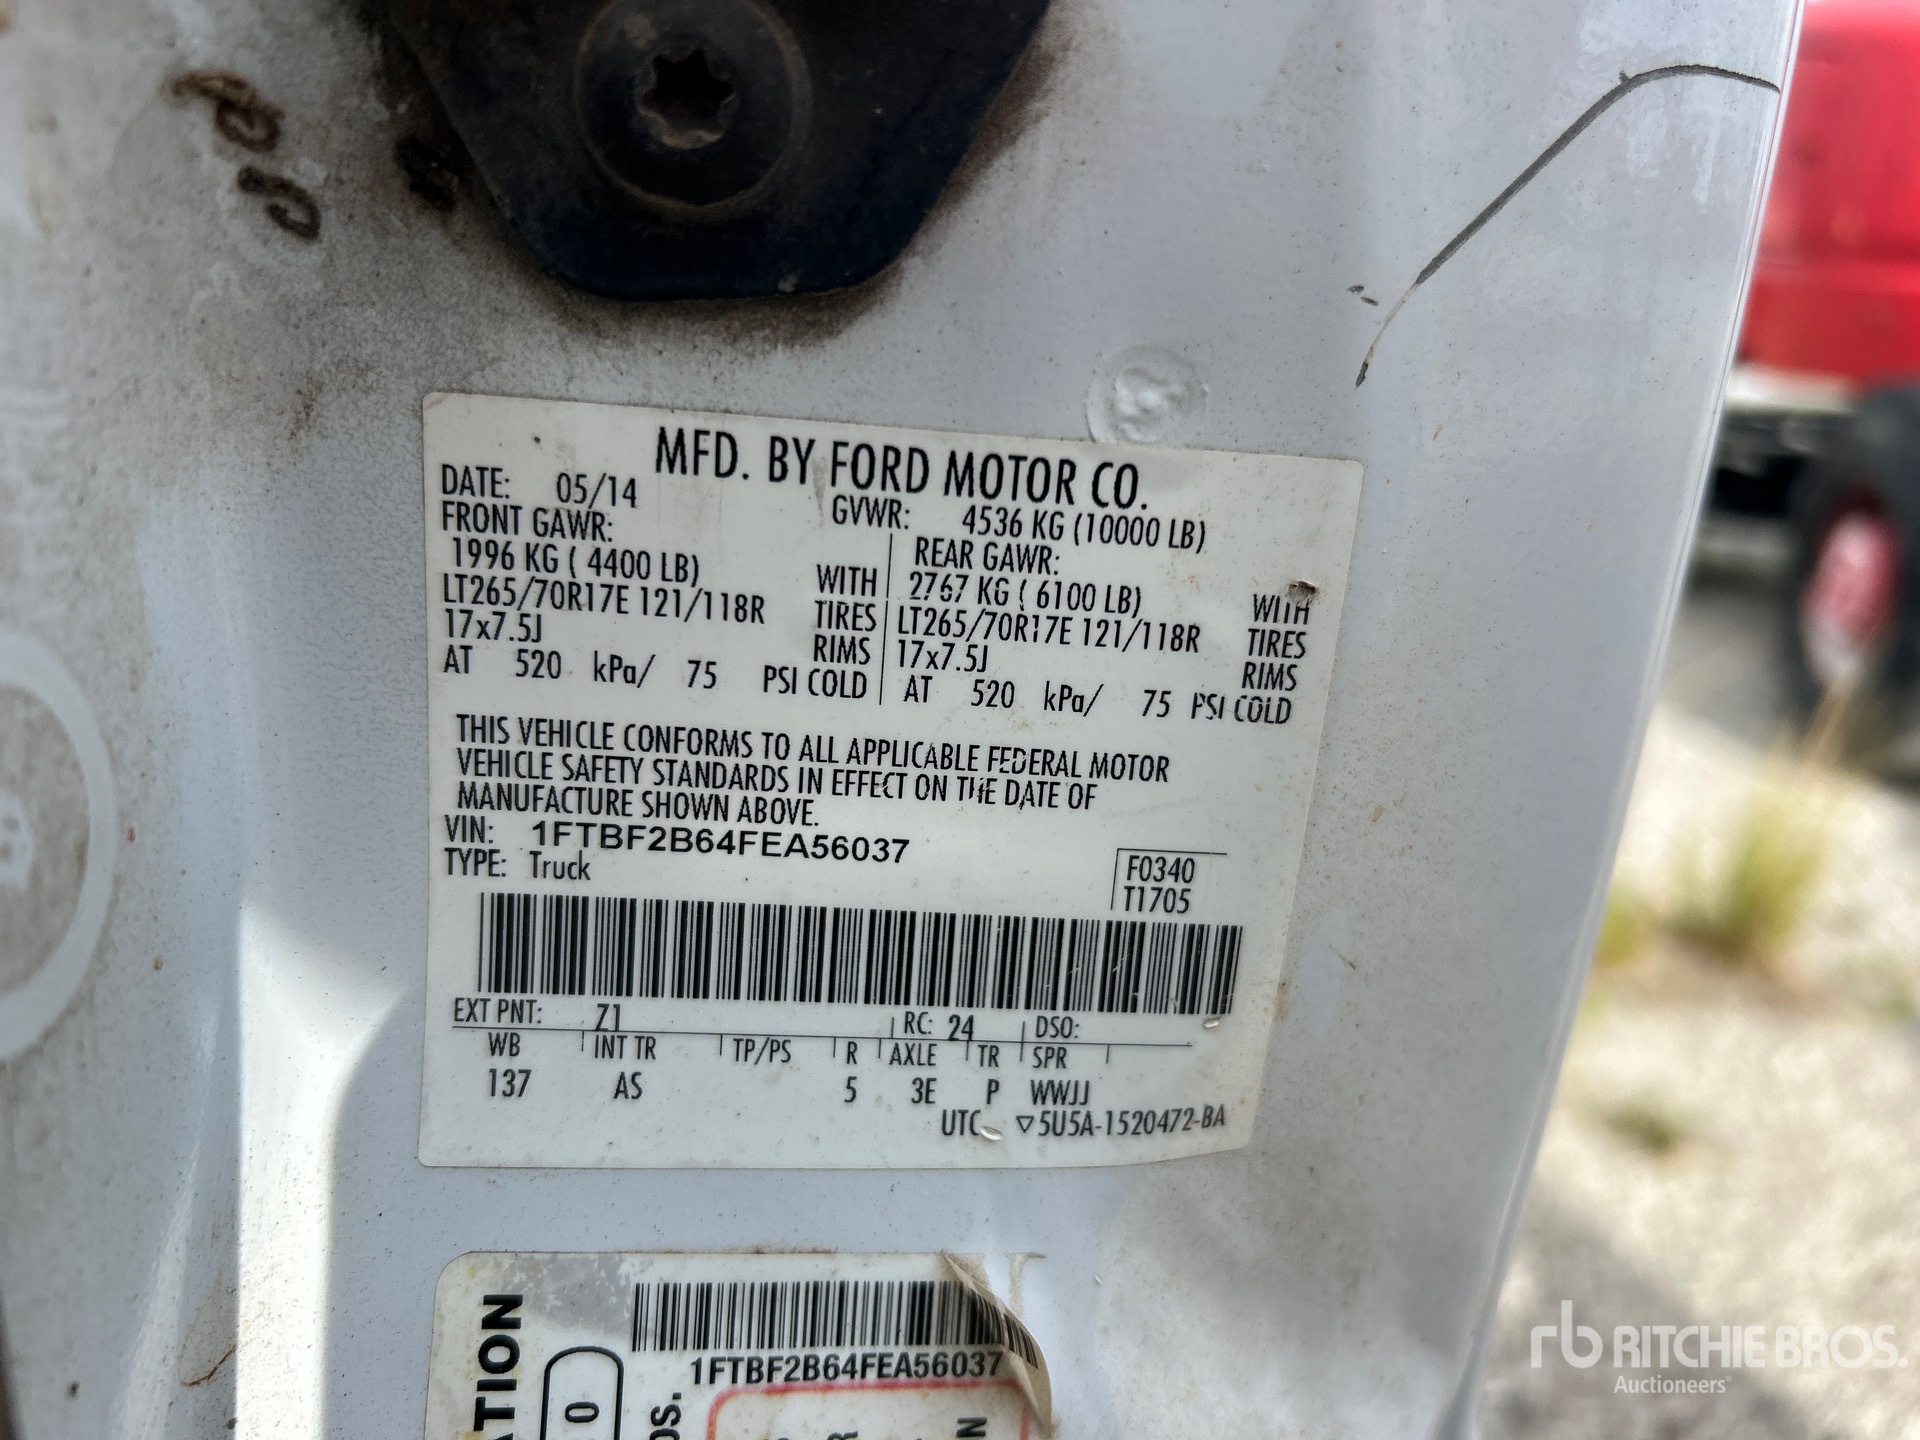 MFD. BY FORD MOTOR CO.
DATE: 05/14
GVWR: 4536 KG (10000 LB)
FRONT GAWR:
1996 KG ( 4400 LB) WITH
LT265/70R17E 121/118R TIRES
17x7.5J RIMS
AT 520 kPa/ 75 PSI COLD
REAR GAWR:
2767 KG ( 6100 LB) WITH
LT265/70R17E 121/118R TIRES
17x7.5J RIMS
AT 520 kPa/ 75 PSI COLD
THIS VEHICLE CONFORMS TO ALL APPLICABLE FEDERAL MOTOR
VEHICLE SAFETY STANDARDS IN EFFECT ON THE DATE OF
MANUFACTURE SHOWN ABOVE.
VIN: 1FTBF2B64FEA56037
TYPE: Truck
F0340
T1705
EXT PNT: Z1 RC: 24 DSO:
WB INT TR TP/PS R AXLE TR SPR
137 AS 5 3E P WWJJ
UTC ▽5U5A-1520472-BA
1FTBF2B64FEA56037
0
rb RITCHIE BROS.
Auctioneers